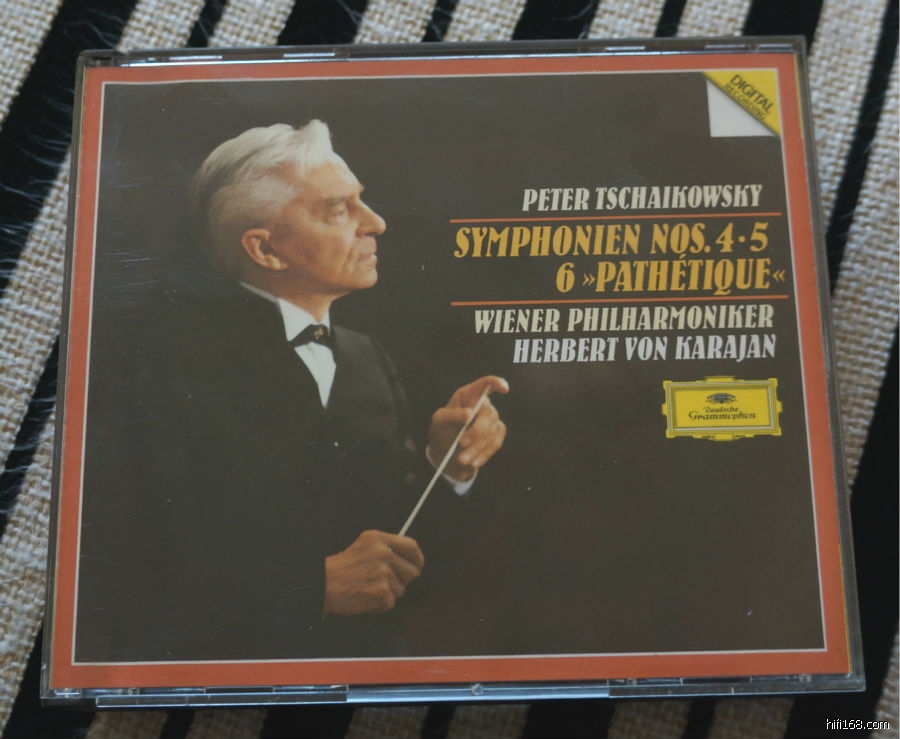 DIGITAL
RECORDING
PETER TSCHAIKOWSKY
SYMPHONIEN NOS. 4 · 5
6 »PATHÉTIQUE«
WIENER PHILHARMONIKER
HERBERT VON KARAJAN
Deutsche
Grammophon
hifi168.com